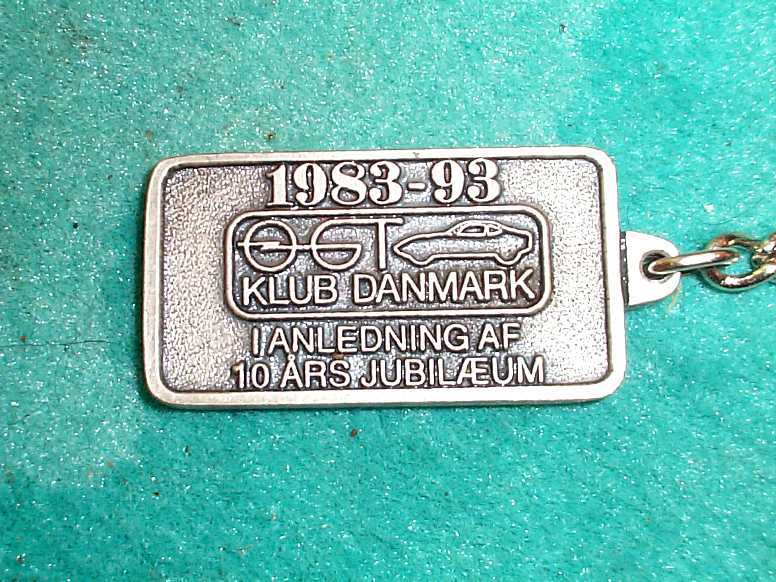 1983-93
GT
KLUB DANMARK
I ANLEDNING AF
10 ÅRS JUBILÆUM